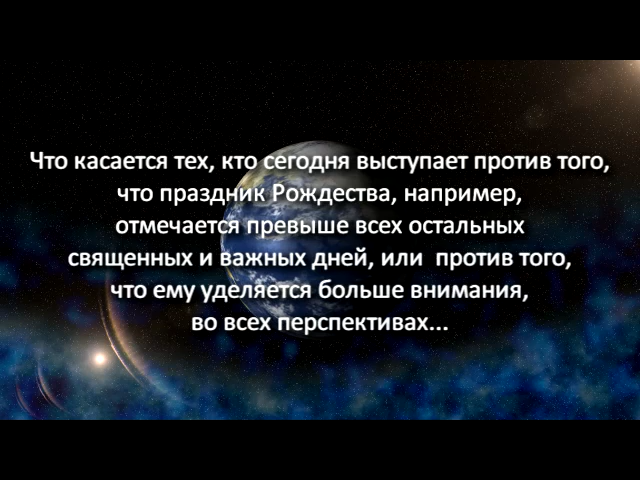 Что касается тех, кто сегодня выступает против того,
что праздник Рождества, например,
отмечается превыше всех остальных
священных и важных дней, или  против того,
что ему уделяется больше внимания,
во всех перспективах...